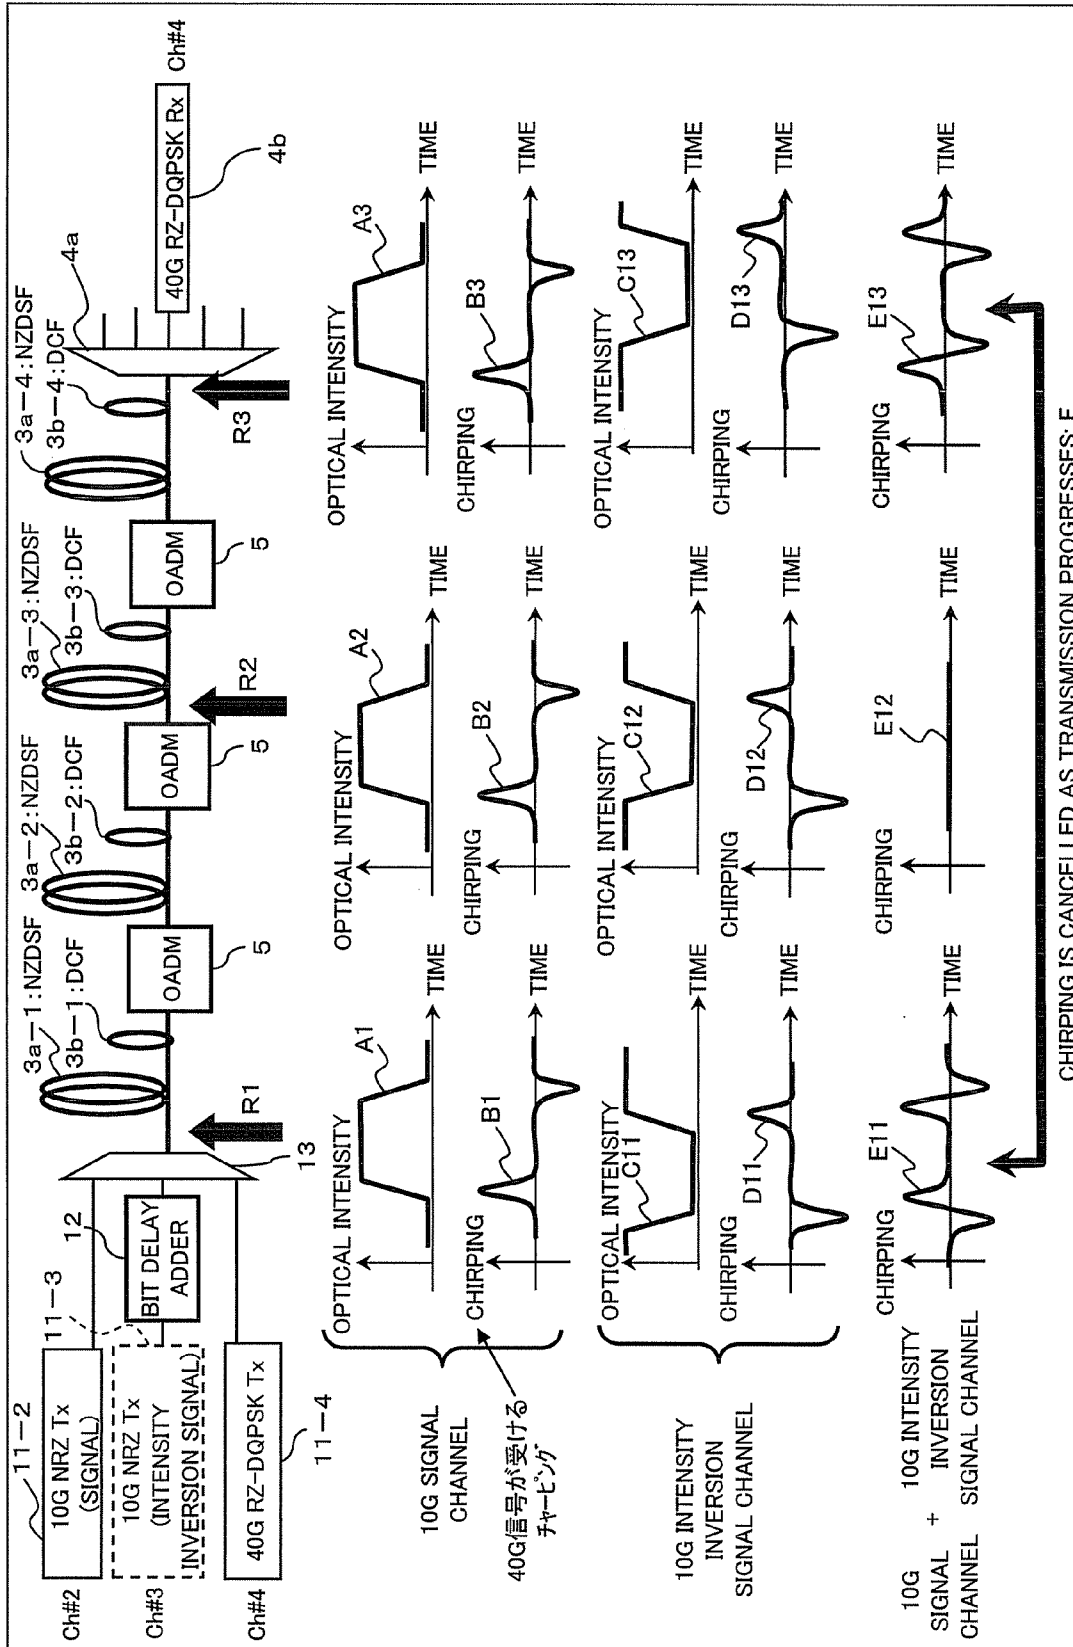 Ch#2
10G NRZ Tx
(SIGNAL)
11-2
Ch#3
10G NRZ Tx
(INTENSITY
INVERSION SIGNAL)
11-3
Ch#4
40G RZ-DQPSK Tx
11-4
BIT DELAY
ADDER
12
13
R1
3a-1:NZDSF
3b-1:DCF
OADM
5
3a-2:NZDSF
3b-2:DCF
OADM
5
R2
3a-3:NZDSF
3b-3:DCF
OADM
5
3a-4:NZDSF
3b-4:DCF
R3
4a
40G RZ-DQPSK Rx
Ch#4
4b
10G SIGNAL
CHANNEL
OPTICAL INTENSITY
A1
TIME
OPTICAL INTENSITY
A2
TIME
OPTICAL INTENSITY
A3
TIME
40G信号が受ける
チャーピング
CHIRPING
B1
TIME
CHIRPING
B2
TIME
CHIRPING
B3
TIME
10G INTENSITY
INVERSION
SIGNAL CHANNEL
OPTICAL INTENSITY
C11
TIME
OPTICAL INTENSITY
C12
TIME
OPTICAL INTENSITY
C13
TIME
CHIRPING
D11
TIME
CHIRPING
D12
TIME
CHIRPING
D13
TIME
10G
SIGNAL
CHANNEL
+
10G INTENSITY
INVERSION
SIGNAL CHANNEL
CHIRPING
E11
TIME
CHIRPING
E12
TIME
CHIRPING
E13
TIME
CHIRPING IS CANCELLED AS TRANSMISSION PROGRESSES: